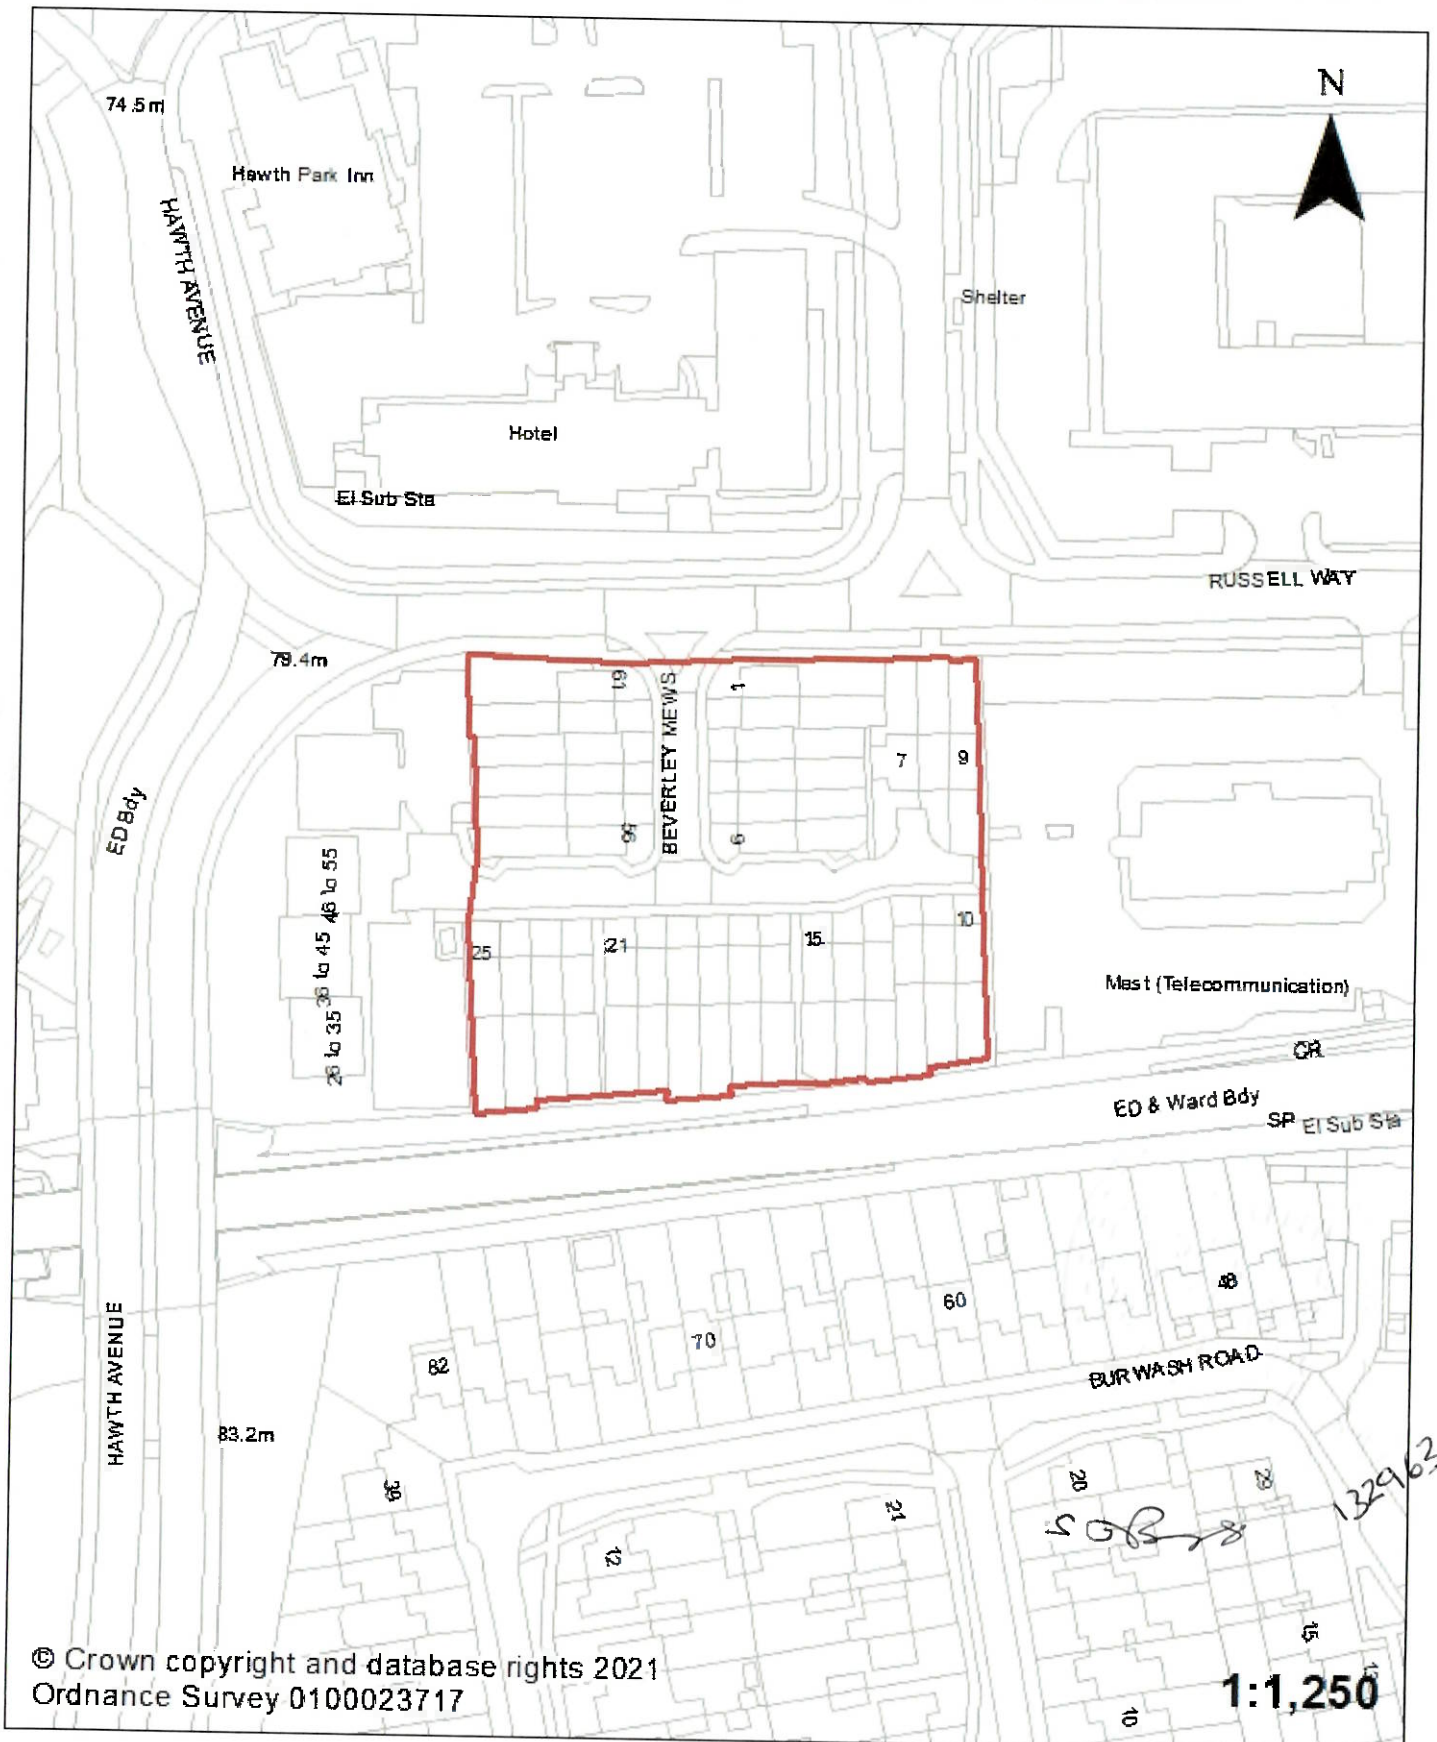 N
74.5m
Hawth Park Inn
HAWTH AVENUE
Shelter
Hotel
El Sub Sta
RUSSELL WAY
79.4m
61
1
BEVERLEY MEWS
7
9
ED Bdy
56
6
46 to 55
10
25
21
15
36 to 45
Mast (Telecommunication)
26 to 35
CR
ED & Ward Bdy
SP
El Sub Sta
48
60
HAWTH AVENUE
70
82
BURWASH ROAD
83.2m
39
20
29
132963
21
12
15
© Crown copyright and database rights 2021
Ordnance Survey 0100023717
1:1,250
10